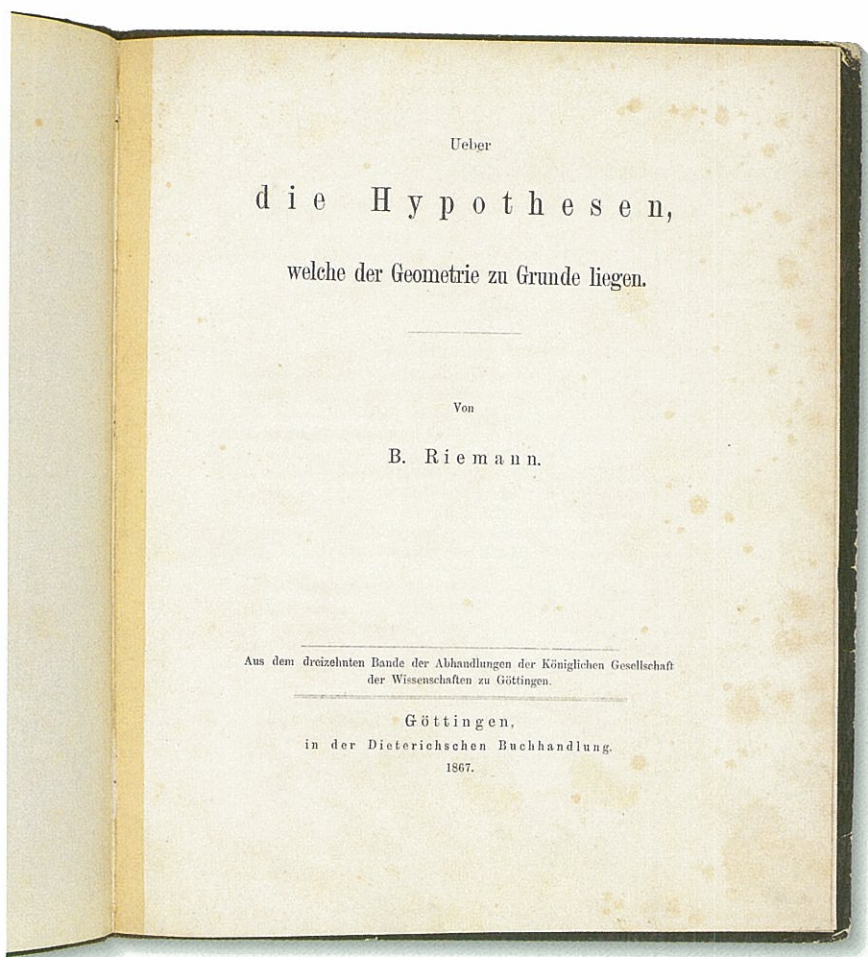 Ueber
die Hypothesen,
welche der Geometrie zu Grunde liegen.
Von
B. Riemann.
Aus dem dreizehnten Bande der Abhandlungen der Königlichen Gesellschaft
der Wissenschaften zu Göttingen.
Göttingen,
in der Dieterichschen Buchhandlung.
1867.